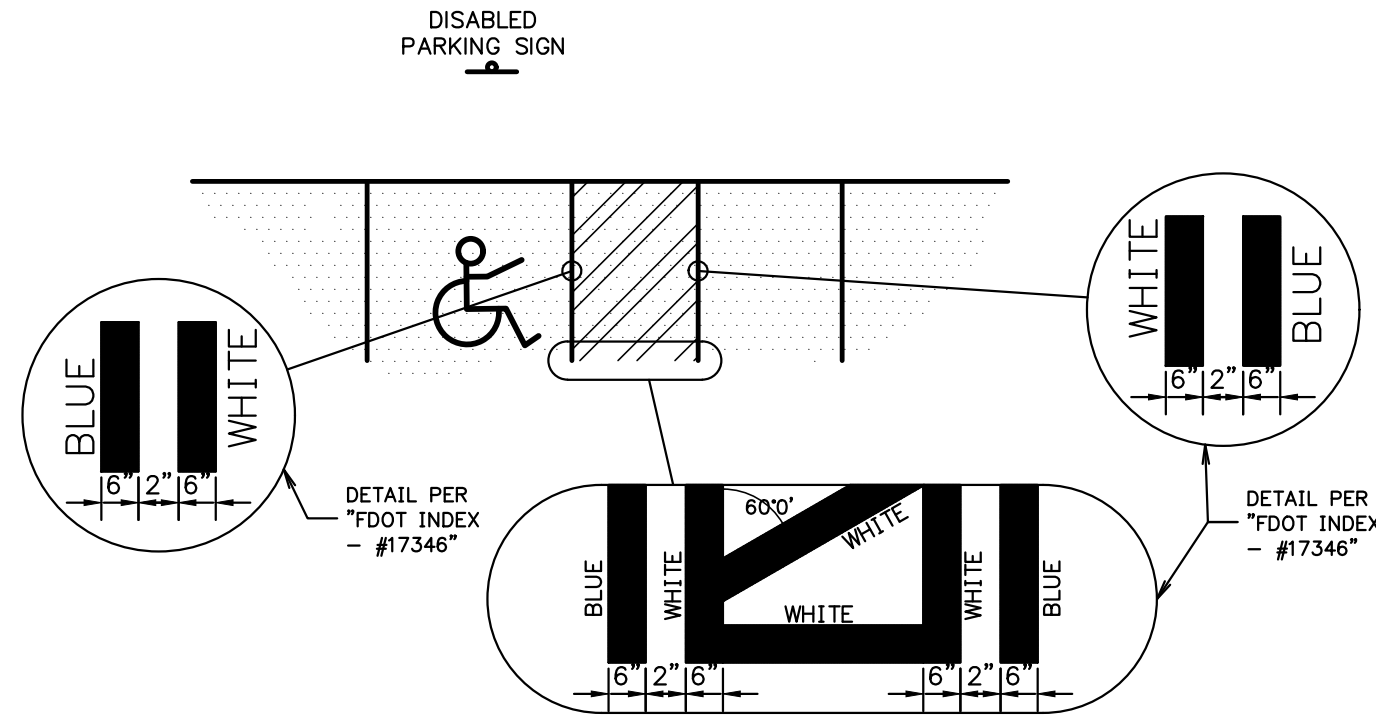 DISABLED
PARKING SIGN
WHITE
BLUE
6" 2" 6"
BLUE
WHITE
6" 2" 6"
DETAIL PER
"FDOT INDEX
- #17346"
DETAIL PER
"FDOT INDEX
- #17346"
60°0'
WHITE
BLUE
WHITE
WHITE
WHITE
BLUE
6" 2" 6"
6" 2" 6"